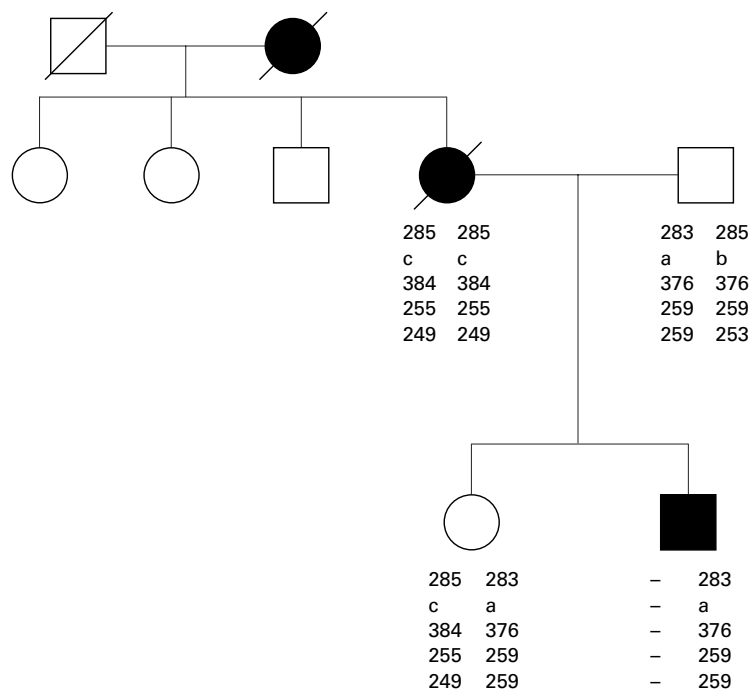 285 285 283 285
c c a b
384 384 376 376
255 255 259 259
249 249 259 253
285 283 – 283
c a – a
384 376 – 376
255 259 – 259
249 259 – 259